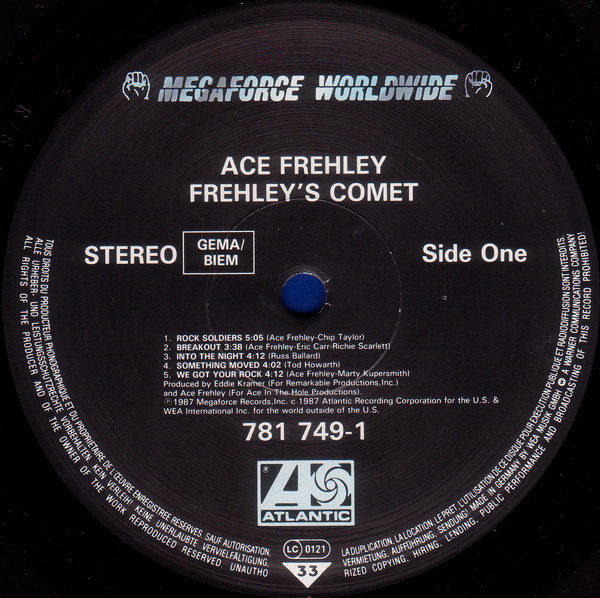 MEGAFORCE WORLDWIDE
ACE FREHLEY
FREHLEY'S COMET
STEREO
GEMA/
BIEM
Side One
1. ROCK SOLDIERS 5:05 (Ace Frehley-Chip Taylor)
2. BREAKOUT 3:38 (Ace Frehley-Eric Carr-Richie Scarlett)
3. INTO THE NIGHT 4:12 (Russ Ballard)
4. SOMETHING MOVED 4:02 (Tod Howarth)
5. WE GOT YOUR ROCK 4:12 (Ace Frehley-Marty Kupersmith)
Produced by Eddie Kramer (For Remarkable Productions,Inc.)
and Ace Frehley (For Ace In The Hole Productions).
℗ 1987 Megaforce Records,Inc. c 1987 Atlantic Recording Corporation for the U.S. &
WEA International Inc. for the world outside of the U.S.
781 749-1
ATLANTIC
LC 0121
33
TOUS DROITS DU PRODUCTEUR PHONOGRAPHIQUE ET DU PROPRIETAIRE DE L'ŒUVRE ENREGISTREE RESERVES. SAUF AUTORISATION,
LA DUPLICATION, LA LOCATION, LE PRET, L'UTILISATION DE CE DISQUE POUR EXECUTION PUBLIQUE ET RADIODIFFUSION SONT INTERDITS.
ALLE URHEBER- UND LEISTUNGSSCHUTZRECHTE VORBEHALTEN. KEIN VERLEIH! KEINE UNERLAUBTE VERVIELFÄLTIGUNG,
VERMIETUNG, AUFFÜHRUNG, SENDUNG! MADE IN GERMANY BY WEA MUSIK GMBH A WARNER COMMUNICATIONS COMPANY
ALL RIGHTS OF THE PRODUCER AND OF THE OWNER OF THE WORK REPRODUCED RESERVED UNAUTHO
RIZED COPYING, HIRING, LENDING, PUBLIC PERFORMANCE AND BROADCASTING OF THIS RECORD PROHIBITED!